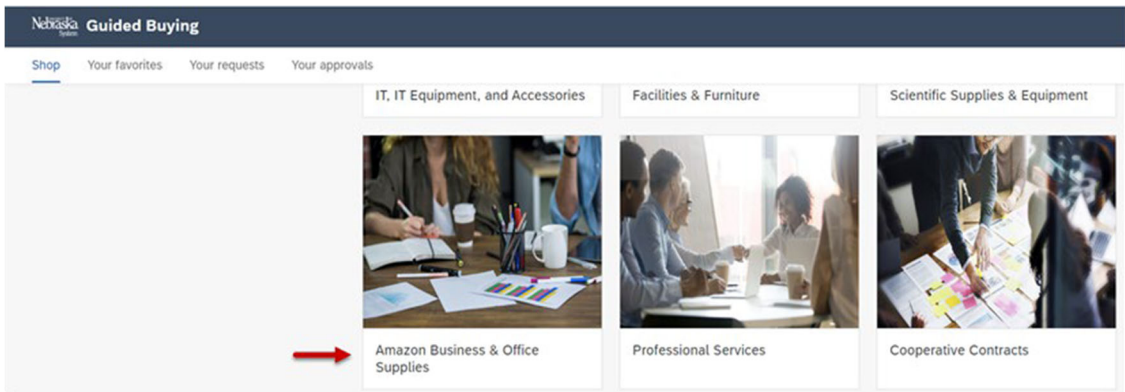 Nebraska
System
Guided Buying
Shop Your favorites Your requests Your approvals
IT, IT Equipment, and Accessories Facilities & Furniture Scientific Supplies & Equipment
Amazon Business & Office Professional Services Cooperative Contracts
Supplies